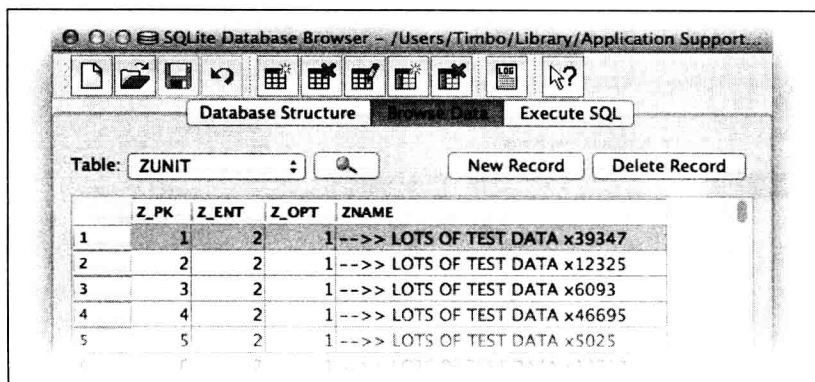 SQLite Database Browser – /Users/Timbo/Library/Application Support...
LOG
Database Structure Browse Data Execute SQL
Table: ZUNIT New Record Delete Record
Z_PK Z_ENT Z_OPT ZNAME
1 1 2 1 -->> LOTS OF TEST DATA x39347
2 2 2 1 -->> LOTS OF TEST DATA x12325
3 3 2 1 -->> LOTS OF TEST DATA x6093
4 4 2 1 -->> LOTS OF TEST DATA x46695
5 5 2 1 -->> LOTS OF TEST DATA x5025